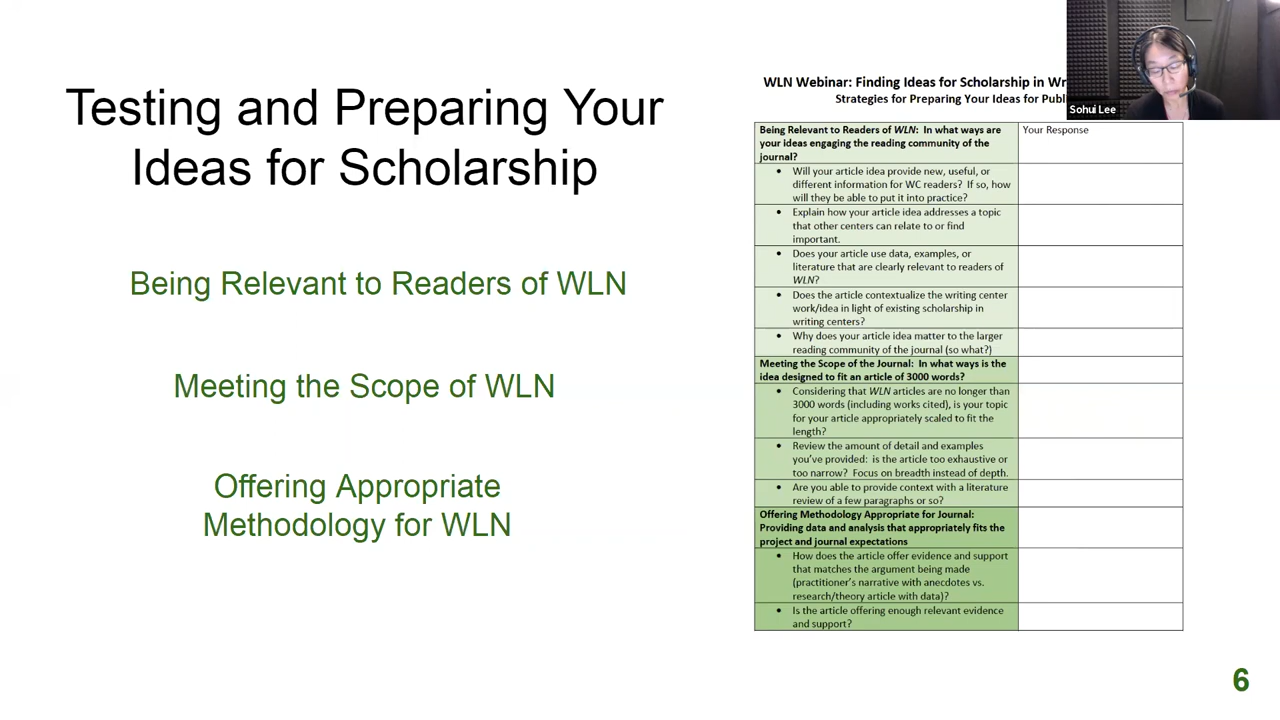 Testing and Preparing Your
Ideas for Scholarship
Being Relevant to Readers of WLN
Meeting the Scope of WLN
Offering Appropriate
Methodology for WLN
WLN Webinar: Finding Ideas for Scholarship in
Strategies for Preparing Your Ideas for
Sohui Lee
Being Relevant to Readers of WLN: In what ways are
your ideas engaging the reading community of the
journal?
Your Response
• Will your article idea provide new, useful, or
different information for WC readers? If so, how
will they be able to put it into practice?
• Explain how your article idea addresses a topic
that other centers can relate to or find
important.
• Does your article use data, examples, or
literature that are clearly relevant to readers of
WLN?
• Does the article contextualize the writing center
work/idea in light of existing scholarship in
writing centers?
• Why does your article idea matter to the larger
reading community of the journal (so what?)
Meeting the Scope of the Journal: In what ways is the
idea designed to fit an article of 3000 words?
• Considering that WLN articles are no longer than
3000 words (including works cited), is your topic
for your article appropriately scaled to fit the
length?
• Review the amount of detail and examples
you've provided: is the article too exhaustive or
too narrow? Focus on breadth instead of depth.
• Are you able to provide context with a literature
review of a few paragraphs or so?
Offering Methodology Appropriate for Journal:
Providing data and analysis that appropriately fits the
project and journal expectations
• How does the article offer evidence and support
that matches the argument being made
(practitioner's narrative with anecdotes vs.
research/theory article with data)?
• Is the article offering enough relevant evidence
and support?
6